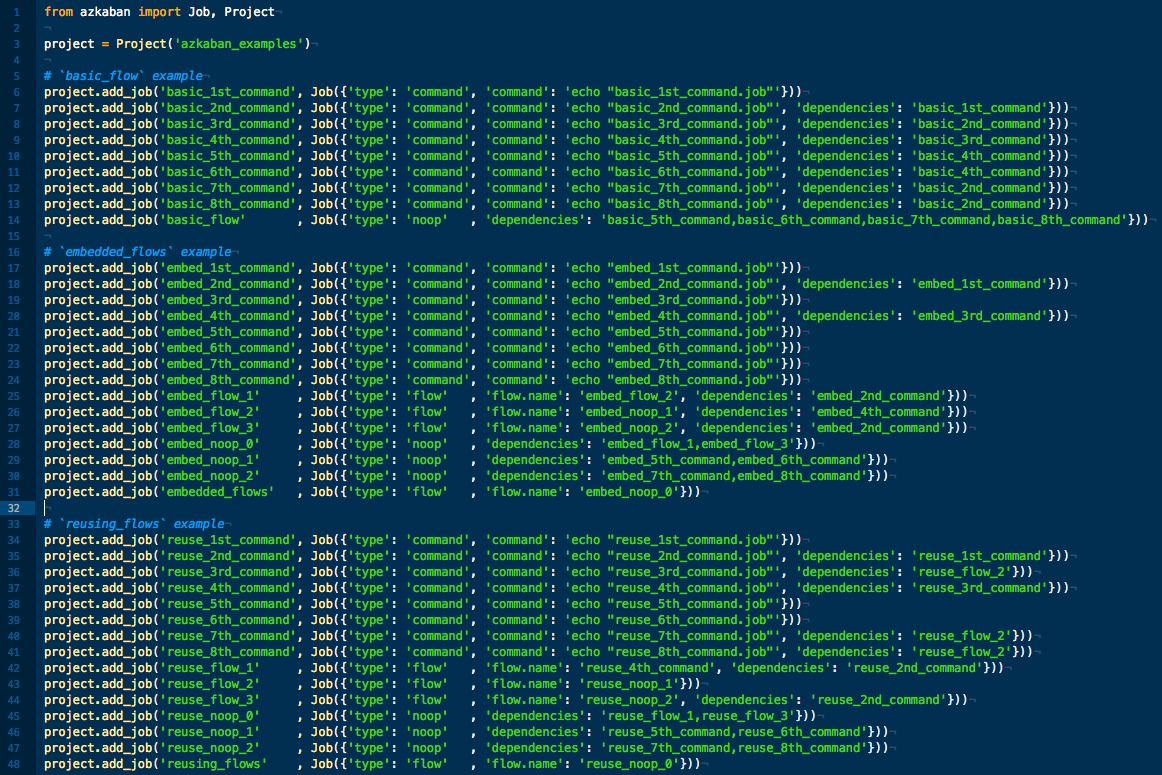 1 from azkaban import Job, Project¬
2 ¬
3 project = Project('azkaban_examples')¬
4 ¬
5 # `basic_flow` example¬
6 project.add_job('basic_1st_command', Job({'type': 'command', 'command': 'echo "basic_1st_command.job"'}))¬
7 project.add_job('basic_2nd_command', Job({'type': 'command', 'command': 'echo "basic_2nd_command.job"', 'dependencies': 'basic_1st_command'}))¬
8 project.add_job('basic_3rd_command', Job({'type': 'command', 'command': 'echo "basic_3rd_command.job"', 'dependencies': 'basic_2nd_command'}))¬
9 project.add_job('basic_4th_command', Job({'type': 'command', 'command': 'echo "basic_4th_command.job"', 'dependencies': 'basic_3rd_command'}))¬
10 project.add_job('basic_5th_command', Job({'type': 'command', 'command': 'echo "basic_5th_command.job"', 'dependencies': 'basic_4th_command'}))¬
11 project.add_job('basic_6th_command', Job({'type': 'command', 'command': 'echo "basic_6th_command.job"', 'dependencies': 'basic_4th_command'}))¬
12 project.add_job('basic_7th_command', Job({'type': 'command', 'command': 'echo "basic_7th_command.job"', 'dependencies': 'basic_2nd_command'}))¬
13 project.add_job('basic_8th_command', Job({'type': 'command', 'command': 'echo "basic_8th_command.job"', 'dependencies': 'basic_2nd_command'}))¬
14 project.add_job('basic_flow'       , Job({'type': 'noop'   , 'dependencies': 'basic_5th_command,basic_6th_command,basic_7th_command,basic_8th_command'}))¬
15 ¬
16 # `embedded_flows` example¬
17 project.add_job('embed_1st_command', Job({'type': 'command', 'command': 'echo "embed_1st_command.job"'}))¬
18 project.add_job('embed_2nd_command', Job({'type': 'command', 'command': 'echo "embed_2nd_command.job"', 'dependencies': 'embed_1st_command'}))¬
19 project.add_job('embed_3rd_command', Job({'type': 'command', 'command': 'echo "embed_3rd_command.job"'}))¬
20 project.add_job('embed_4th_command', Job({'type': 'command', 'command': 'echo "embed_4th_command.job"', 'dependencies': 'embed_3rd_command'}))¬
21 project.add_job('embed_5th_command', Job({'type': 'command', 'command': 'echo "embed_5th_command.job"'}))¬
22 project.add_job('embed_6th_command', Job({'type': 'command', 'command': 'echo "embed_6th_command.job"'}))¬
23 project.add_job('embed_7th_command', Job({'type': 'command', 'command': 'echo "embed_7th_command.job"'}))¬
24 project.add_job('embed_8th_command', Job({'type': 'command', 'command': 'echo "embed_8th_command.job"'}))¬
25 project.add_job('embed_flow_1'     , Job({'type': 'flow'   , 'flow.name': 'embed_flow_2', 'dependencies': 'embed_2nd_command'}))¬
26 project.add_job('embed_flow_2'     , Job({'type': 'flow'   , 'flow.name': 'embed_noop_1', 'dependencies': 'embed_4th_command'}))¬
27 project.add_job('embed_flow_3'     , Job({'type': 'flow'   , 'flow.name': 'embed_noop_2', 'dependencies': 'embed_2nd_command'}))¬
28 project.add_job('embed_noop_0'     , Job({'type': 'noop'   , 'dependencies': 'embed_flow_1,embed_flow_3'}))¬
29 project.add_job('embed_noop_1'     , Job({'type': 'noop'   , 'dependencies': 'embed_5th_command,embed_6th_command'}))¬
30 project.add_job('embed_noop_2'     , Job({'type': 'noop'   , 'dependencies': 'embed_7th_command,embed_8th_command'}))¬
31 project.add_job('embedded_flows'   , Job({'type': 'flow'   , 'flow.name': 'embed_noop_0'}))¬
32 ¬
33 # `reusing_flows` example¬
34 project.add_job('reuse_1st_command', Job({'type': 'command', 'command': 'echo "reuse_1st_command.job"'}))¬
35 project.add_job('reuse_2nd_command', Job({'type': 'command', 'command': 'echo "reuse_2nd_command.job"', 'dependencies': 'reuse_1st_command'}))¬
36 project.add_job('reuse_3rd_command', Job({'type': 'command', 'command': 'echo "reuse_3rd_command.job"', 'dependencies': 'reuse_flow_2'}))¬
37 project.add_job('reuse_4th_command', Job({'type': 'command', 'command': 'echo "reuse_4th_command.job"', 'dependencies': 'reuse_3rd_command'}))¬
38 project.add_job('reuse_5th_command', Job({'type': 'command', 'command': 'echo "reuse_5th_command.job"'}))¬
39 project.add_job('reuse_6th_command', Job({'type': 'command', 'command': 'echo "reuse_6th_command.job"'}))¬
40 project.add_job('reuse_7th_command', Job({'type': 'command', 'command': 'echo "reuse_7th_command.job"', 'dependencies': 'reuse_flow_2'}))¬
41 project.add_job('reuse_8th_command', Job({'type': 'command', 'command': 'echo "reuse_8th_command.job"', 'dependencies': 'reuse_flow_2'}))¬
42 project.add_job('reuse_flow_1'     , Job({'type': 'flow'   , 'flow.name': 'reuse_4th_command', 'dependencies': 'reuse_2nd_command'}))¬
43 project.add_job('reuse_flow_2'     , Job({'type': 'flow'   , 'flow.name': 'reuse_noop_1'}))¬
44 project.add_job('reuse_flow_3'     , Job({'type': 'flow'   , 'flow.name': 'reuse_noop_2', 'dependencies': 'reuse_2nd_command'}))¬
45 project.add_job('reuse_noop_0'     , Job({'type': 'noop'   , 'dependencies': 'reuse_flow_1,reuse_flow_3'}))¬
46 project.add_job('reuse_noop_1'     , Job({'type': 'noop'   , 'dependencies': 'reuse_5th_command,reuse_6th_command'}))¬
47 project.add_job('reuse_noop_2'     , Job({'type': 'noop'   , 'dependencies': 'reuse_7th_command,reuse_8th_command'}))¬
48 project.add_job('reusing_flows'    , Job({'type': 'flow'   , 'flow.name': 'reuse_noop_0'}))¬